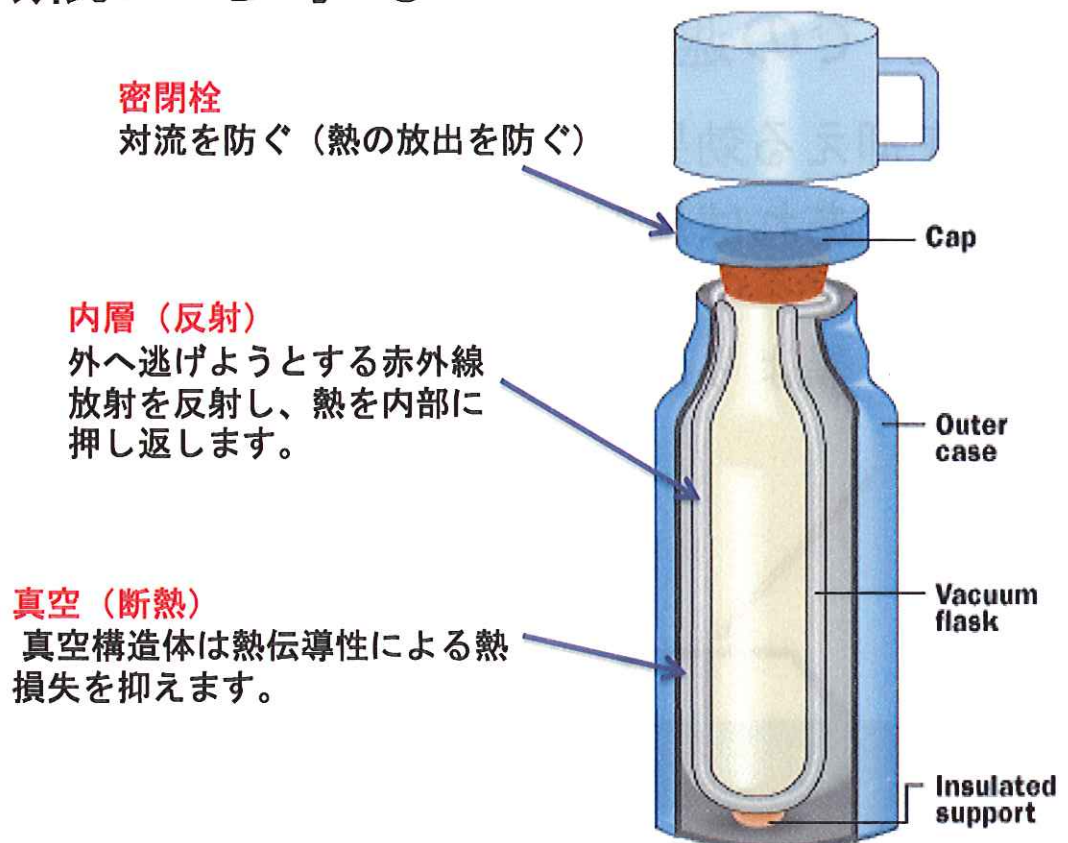 密閉栓
対流を防ぐ（熱の放出を防ぐ）
Cap
内層（反射）
外へ逃げようとする赤外線
放射を反射し、熱を内部に
押し返します。
Outer
case
真空（断熱）
真空構造体は熱伝導性による熱
損失を抑えます。
Vacuum
flask
Insulated
support